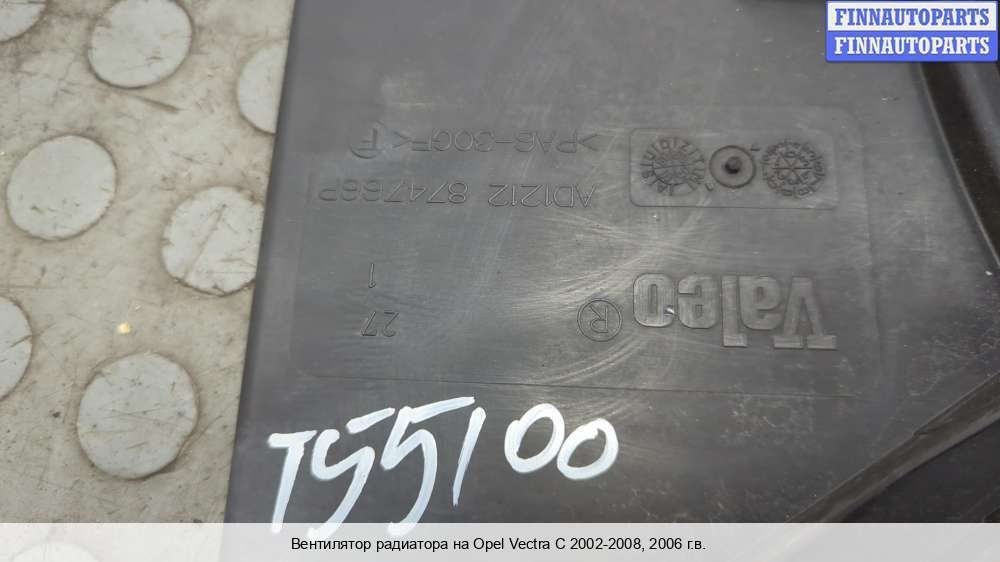 FINNAUTOPARTS
FINNAUTOPARTS
Valeo ®
27
1
AD1212 874766P
>PA6-30GF<
T55100
Вентилятор радиатора на Opel Vectra C 2002-2008, 2006 г.в.